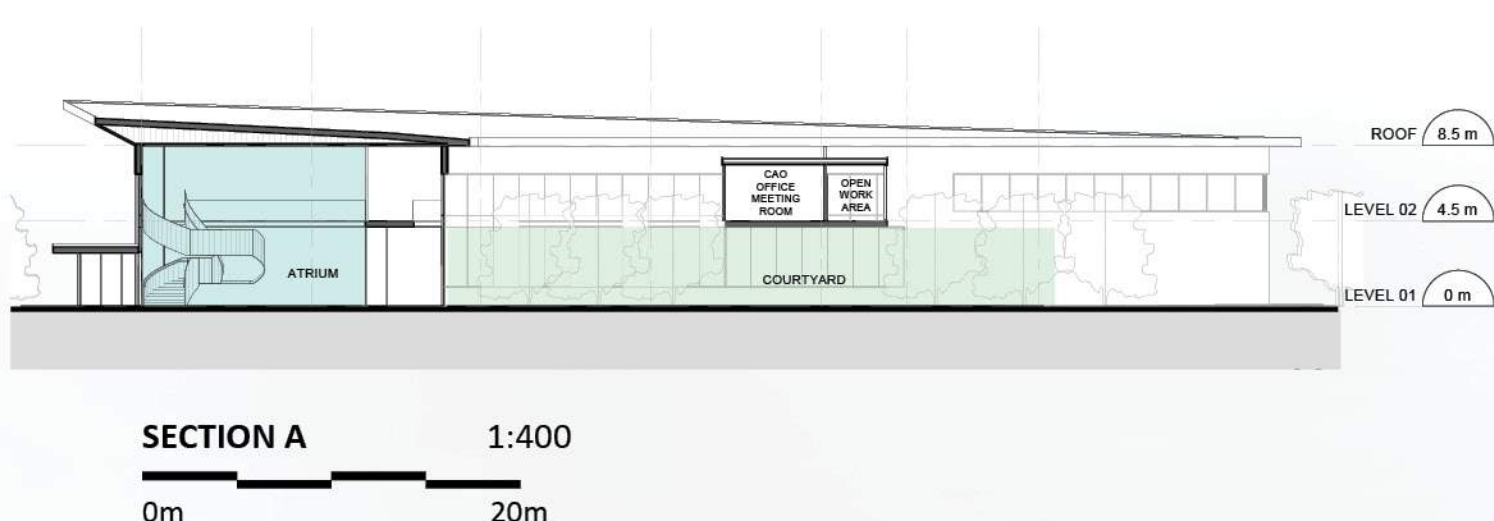 ROOF 8.5 m
CAO
OFFICE
MEETING
ROOM
OPEN
WORK
AREA
LEVEL 02 4.5 m
ATRIUM
COURTYARD
LEVEL 01 0 m
SECTION A 1:400
0m 20m